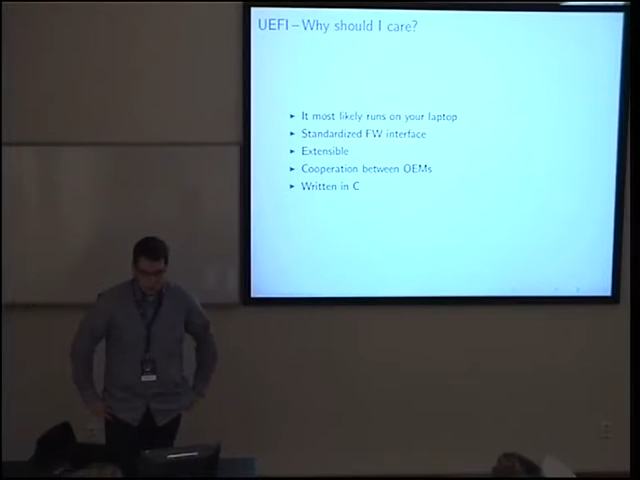 UEFI – Why should I care?
► It most likely runs on your laptop
► Standardized FW interface
► Extensible
► Cooperation between OEMs
► Written in C